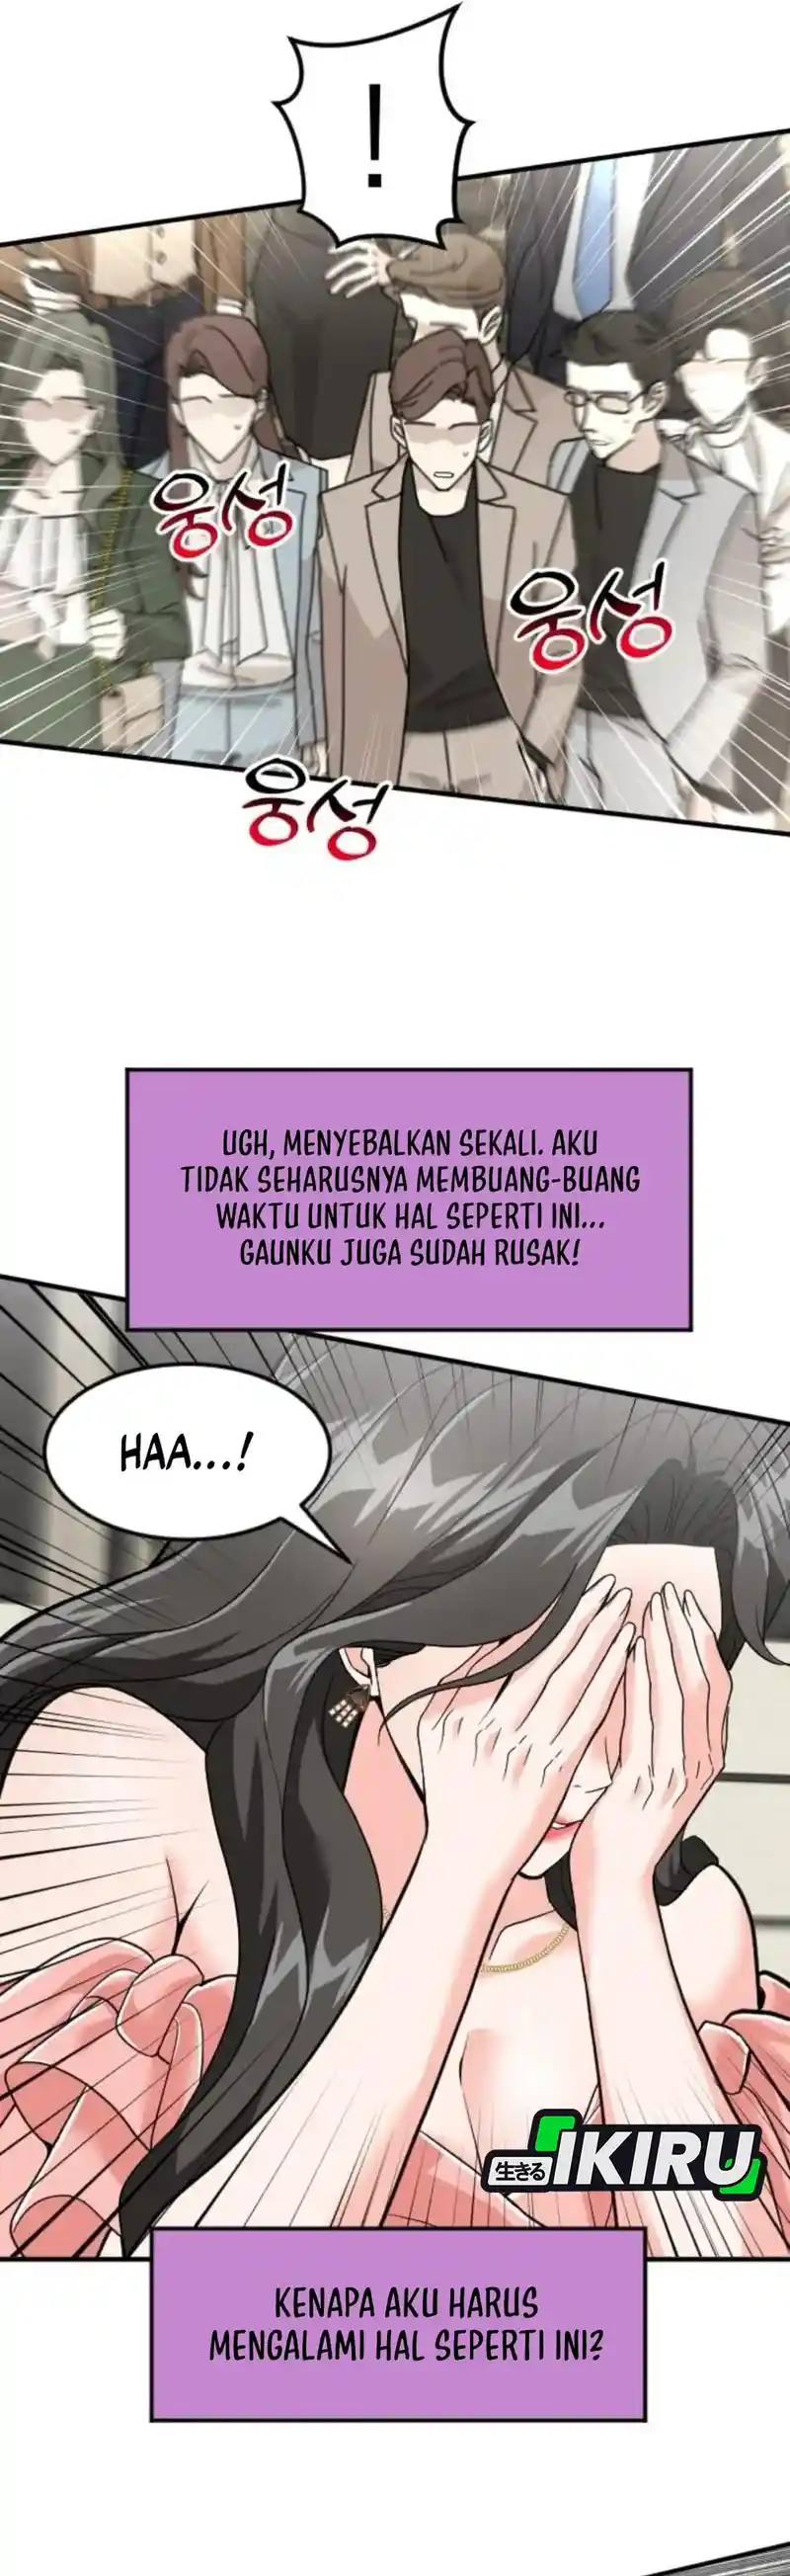 !
웅성
웅성
웅성
UGH, MENYEBALKAN SEKALI. AKU
TIDAK SEHARUSNYA MEMBUANG-BUANG
WAKTU UNTUK HAL SEPERTI INI...
GAUNKU JUGA SUDAH RUSAK!
HAA...!
生きる IKIRU
KENAPA AKU HARUS
MENGALAMI HAL SEPERTI INI?